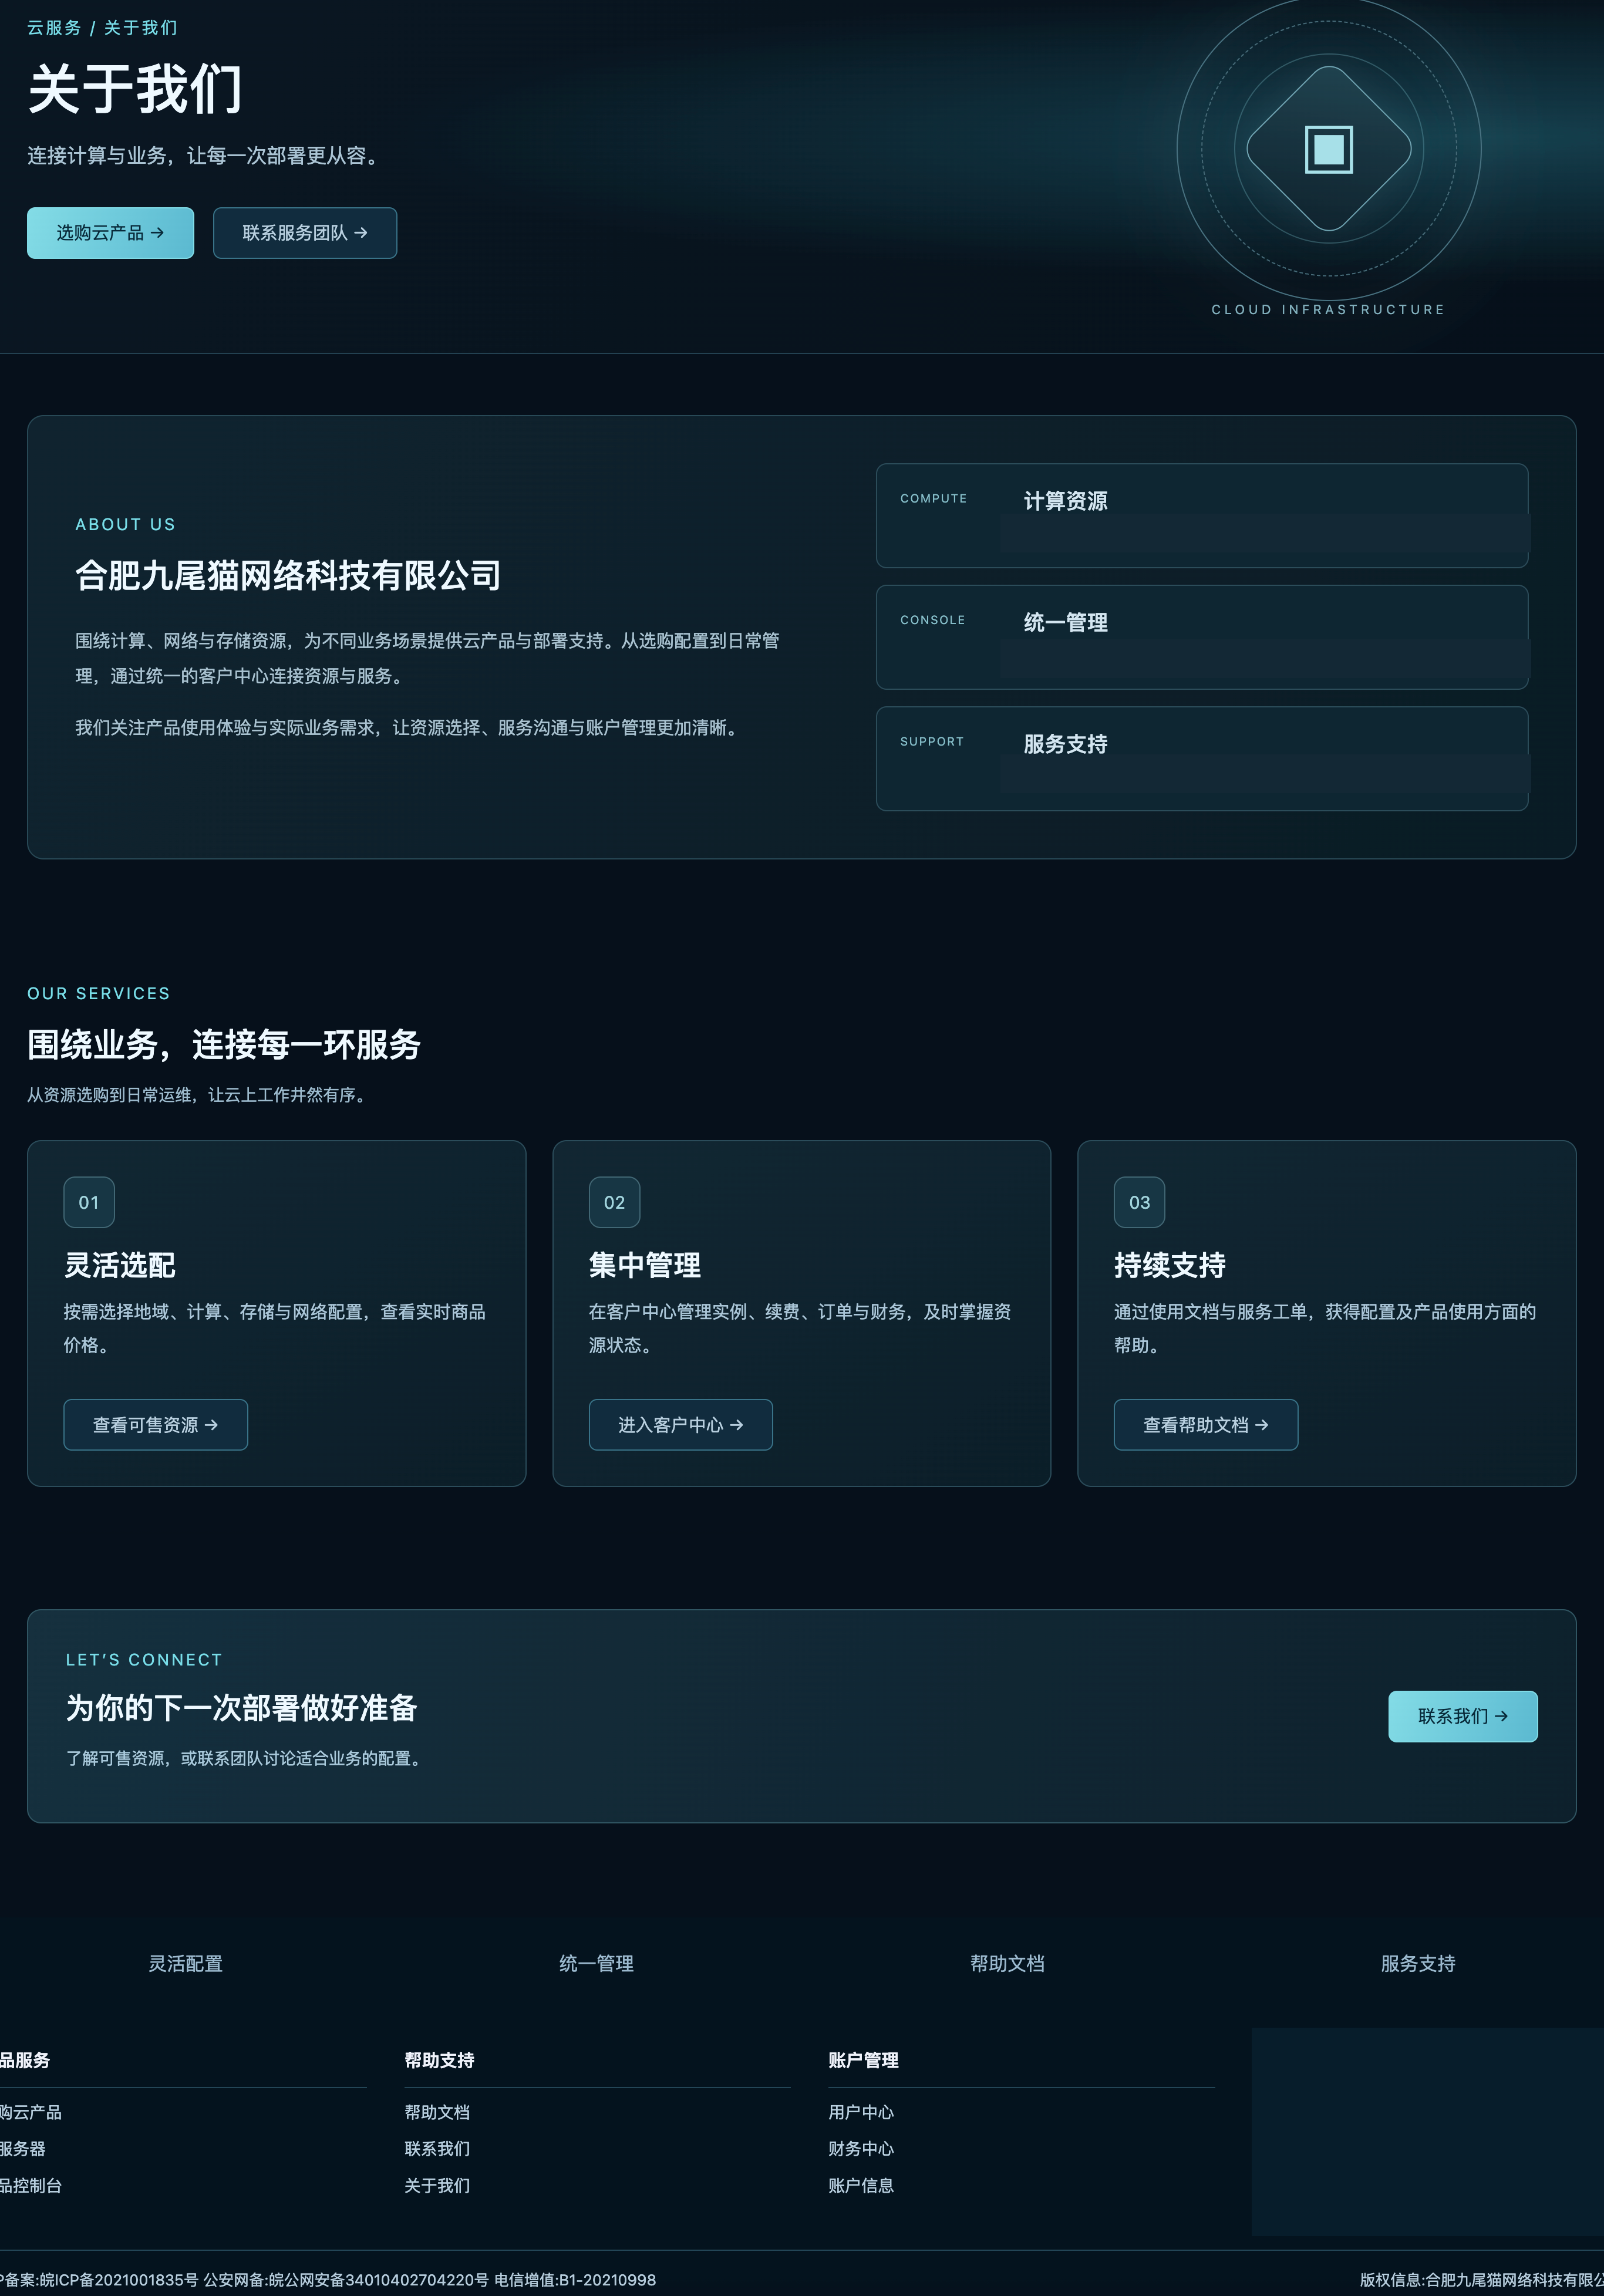 云服务 / 关于我们
关于我们
连接计算与业务，让每一次部署更从容。
选购云产品 →
联系服务团队 →
CLOUD INFRASTRUCTURE
ABOUT US
合肥九尾猫网络科技有限公司
围绕计算、网络与存储资源，为不同业务场景提供云产品与部署支持。从选购配置到日常管
理，通过统一的客户中心连接资源与服务。
我们关注产品使用体验与实际业务需求，让资源选择、服务沟通与账户管理更加清晰。
COMPUTE 计算资源
CONSOLE 统一管理
SUPPORT 服务支持
OUR SERVICES
围绕业务，连接每一环服务
从资源选购到日常运维，让云上工作井然有序。
01
灵活选配
按需选择地域、计算、存储与网络配置，查看实时商品
价格。
查看可售资源 →
02
集中管理
在客户中心管理实例、续费、订单与财务，及时掌握资
源状态。
进入客户中心 →
03
持续支持
通过使用文档与服务工单，获得配置及产品使用方面的
帮助。
查看帮助文档 →
LET’S CONNECT
为你的下一次部署做好准备
了解可售资源，或联系团队讨论适合业务的配置。
联系我们 →
灵活配置
统一管理
帮助文档
服务支持
品服务
购云产品
服务器
品控制台
帮助支持
帮助文档
联系我们
关于我们
账户管理
用户中心
财务中心
账户信息
P备案:皖ICP备2021001835号 公安网备:皖公网安备34010402704220号 电信增值:B1-20210998
版权信息:合肥九尾猫网络科技有限公